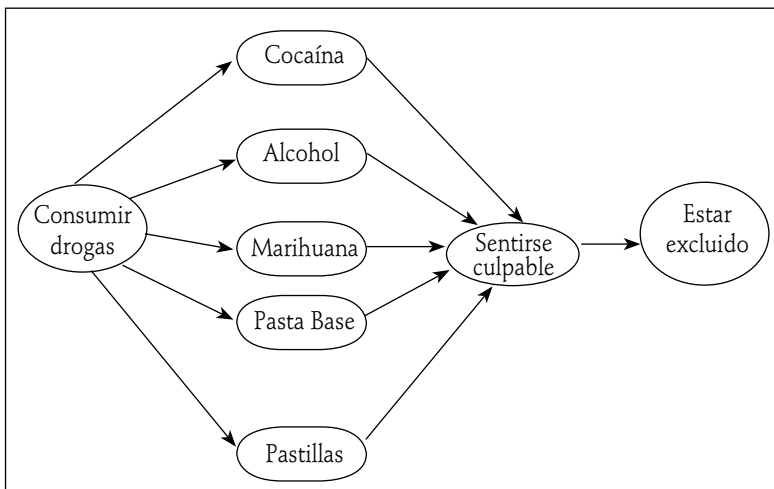 Cocaína
Alcohol
Consumir
drogas
Marihuana
Pasta Base
Pastillas
Sentirse
culpable
Estar
excluido